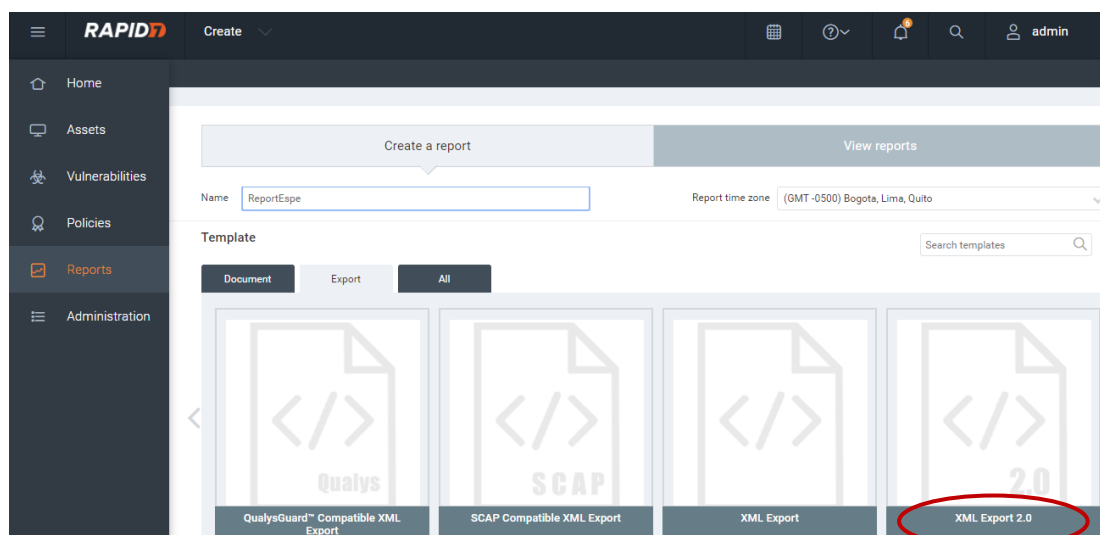 RAPID7
Create
6
admin
Home
Assets
Vulnerabilities
Policies
Reports
Administration
Create a report
View reports
Name
ReportEspe
Report time zone
(GMT -0500) Bogota, Lima, Quito
Template
Search templates
Document
Export
All
Qualys
SCAP
2.0
QualysGuard™ Compatible XML
Export
SCAP Compatible XML Export
XML Export
XML Export 2.0